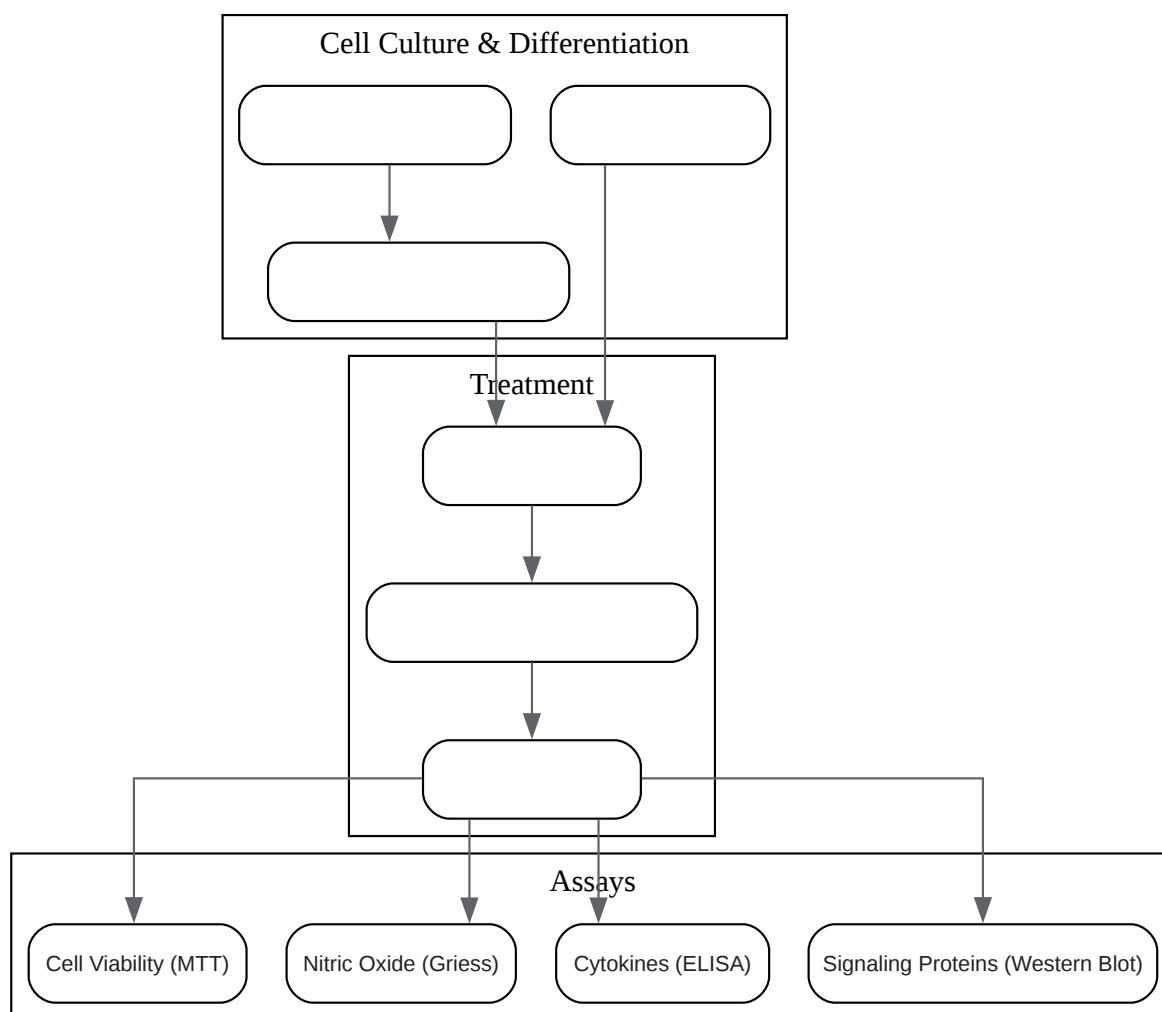 Cell Culture & Differentiation
Treatment
Assays
Cell Viability (MTT)
Nitric Oxide (Griess)
Cytokines (ELISA)
Signaling Proteins (Western Blot)